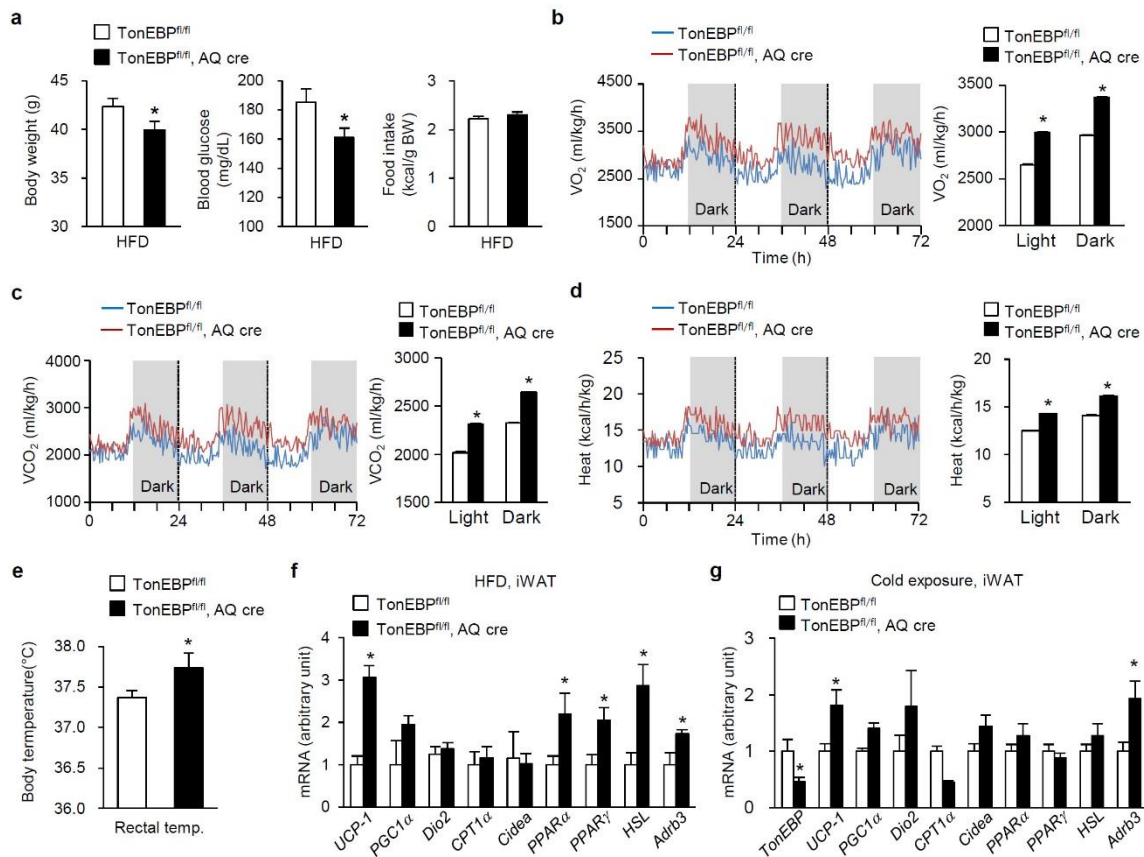 a
TonEBPfl/fl
TonEBPfl/fl, AQ cre
Body weight (g)
45
40
35
30
HFD
*
Blood glucose
(mg/dL)
200
180
160
140
120
100
HFD
*
Food intake
(kcal/g BW)
3
2
1
0
HFD
b
TonEBPfl/fl
TonEBPfl/fl, AQ cre
VO2 (ml/kg/h)
4500
3500
2500
1500
Dark Dark Dark
0 24 48 72
Time (h)
TonEBPfl/fl
TonEBPfl/fl, AQ cre
VO2 (ml/kg/h)
3500
3000
2500
2000
* *
Light Dark
c
TonEBPfl/fl
TonEBPfl/fl, AQ cre
VCO2 (ml/kg/h)
4000
3000
2000
1000
Dark Dark Dark
0 24 48 72
TonEBPfl/fl
TonEBPfl/fl, AQ cre
VCO2 (ml/kg/h)
3000
2500
2000
1500
* *
Light Dark
d
TonEBPfl/fl
TonEBPfl/fl, AQ cre
Heat (kcal/h/kg)
25
20
15
10
5
Dark Dark Dark
0 24 48 72
Time (h)
TonEBPfl/fl
TonEBPfl/fl, AQ cre
Heat (kcal/h/kg)
20
15
10
5
* *
Light Dark
e
TonEBPfl/fl
TonEBPfl/fl, AQ cre
Body termperature(°C)
38.0
37.5
37.0
36.5
36.0
*
Rectal temp.
f
HFD, iWAT
TonEBPfl/fl
TonEBPfl/fl, AQ cre
mRNA (arbitrary unit)
4
3
2
1
0
* * * * *
UCP-1 PGC1α Dio2 CPT1α Cidea PPARα PPARγ HSL Adrb3
g
Cold exposure, iWAT
TonEBPfl/fl
TonEBPfl/fl, AQ cre
mRNA (arbitrary unit)
3
2
1
0
* * *
TonEBP UCP-1 PGC1α Dio2 CPT1α Cidea PPARα PPARγ HSL Adrb3